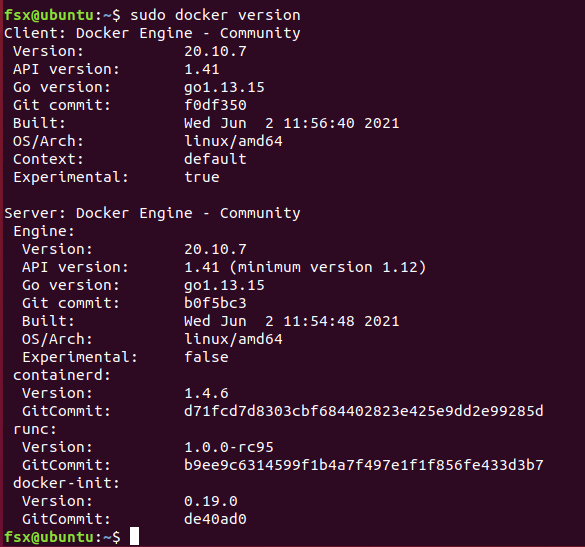 fsx@ubuntu:~$ sudo docker version
Client: Docker Engine - Community
 Version:           20.10.7
 API version:       1.41
 Go version:        go1.13.15
 Git commit:        f0df350
 Built:             Wed Jun  2 11:56:40 2021
 OS/Arch:           linux/amd64
 Context:           default
 Experimental:      true

Server: Docker Engine - Community
 Engine:
  Version:          20.10.7
  API version:      1.41 (minimum version 1.12)
  Go version:       go1.13.15
  Git commit:       b0f5bc3
  Built:            Wed Jun  2 11:54:48 2021
  OS/Arch:          linux/amd64
  Experimental:     false
 containerd:
  Version:          1.4.6
  GitCommit:        d71fcd7d8303cbf684402823e425e9dd2e99285d
 runc:
  Version:          1.0.0-rc95
  GitCommit:        b9ee9c6314599f1b4a7f497e1f1f856fe433d3b7
 docker-init:
  Version:          0.19.0
  GitCommit:        de40ad0
fsx@ubuntu:~$